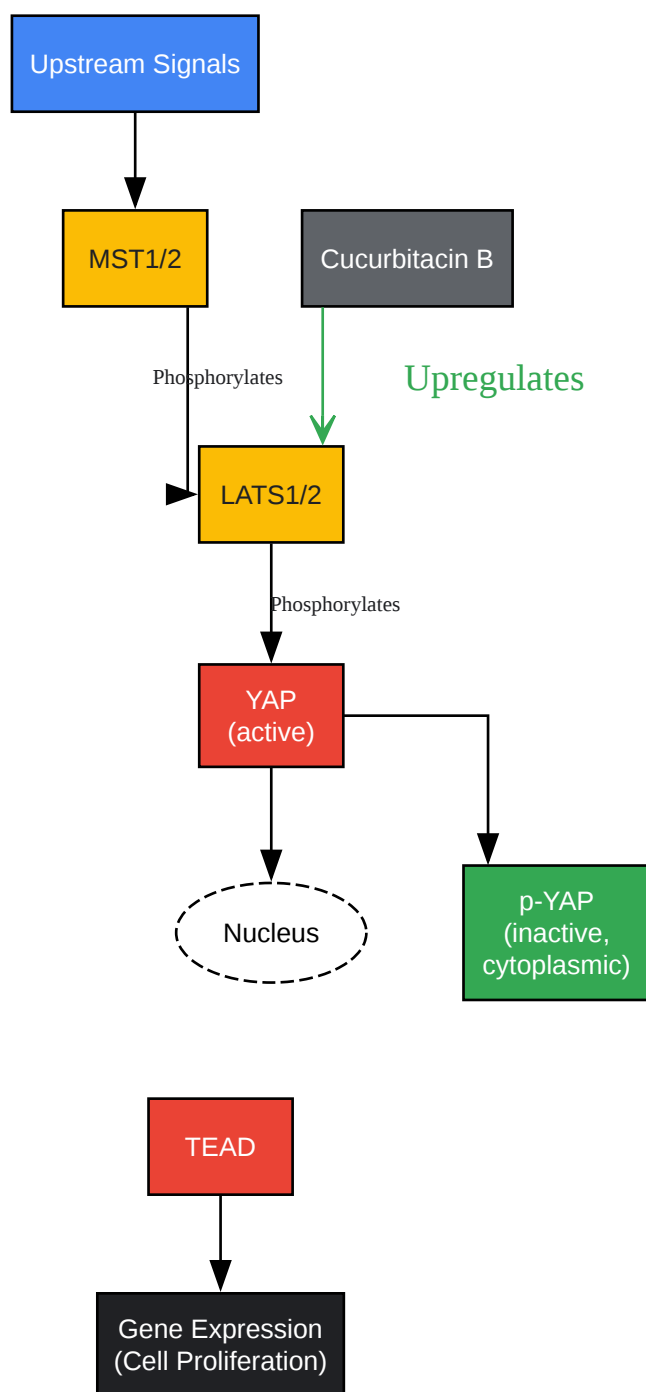 Upstream Signals
MST1/2
Cucurbitacin B
Phosphorylates
Upregulates
LATS1/2
Phosphorylates
YAP
(active)
Nucleus
p-YAP
(inactive,
cytoplasmic)
TEAD
Gene Expression
(Cell Proliferation)